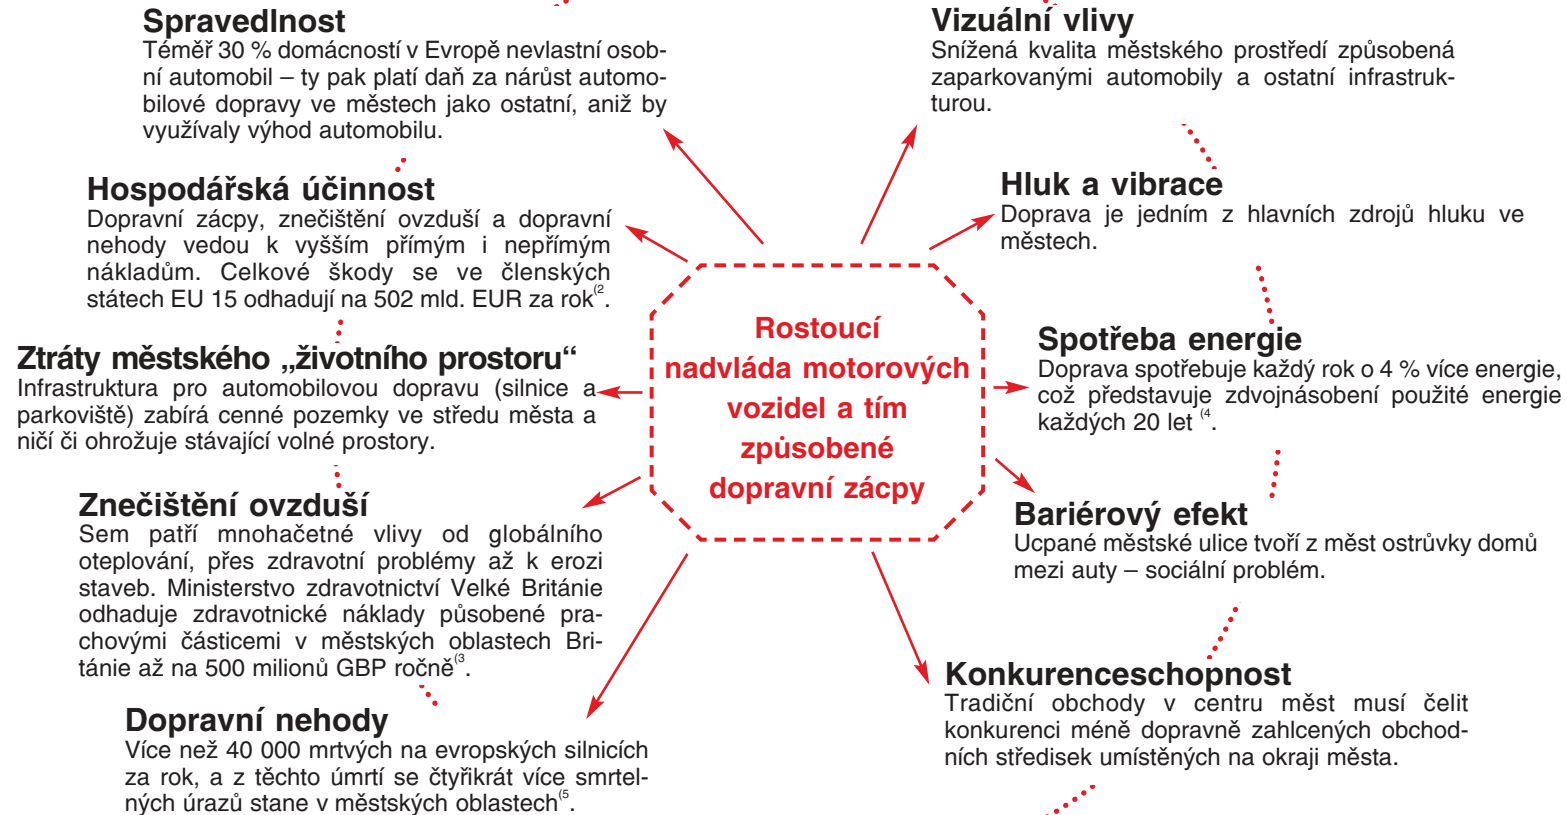 Spravedlnost
Téměř 30 % domácností v Evropě nevlastní osob-
ní automobil – ty pak platí daň za nárůst automo-
bilové dopravy ve městech jako ostatní, aniž by
využívaly výhod automobilu.
Hospodářská účinnost
Dopravní zácpy, znečištění ovzduší a dopravní
nehody vedou k vyšším přímým i nepřímým
nákladům. Celkové škody se ve členských
státech EU 15 odhadují na 502 mld. EUR za rok(2.
Ztráty městského „životního prostoru“
Infrastruktura pro automobilovou dopravu (silnice a
parkoviště) zabírá cenné pozemky ve středu města a
ničí či ohrožuje stávající volné prostory.
Znečištění ovzduší
Sem patří mnohačetné vlivy od globálního
oteplování, přes zdravotní problémy až k erozi
staveb. Ministerstvo zdravotnictví Velké Británie
odhaduje zdravotnické náklady působené pra-
chovými částicemi v městských oblastech Bri-
tánie až na 500 milionů GBP ročně(3.
Dopravní nehody
Více než 40 000 mrtvých na evropských silnicích
za rok, a z těchto úmrtí se čtyřikrát více smrtel-
ných úrazů stane v městských oblastech(5.
Rostoucí
nadvláda motorových
vozidel a tím
způsobené
dopravní zácpy
Vizuální vlivy
Snížená kvalita městského prostředí způsobená
zaparkovanými automobily a ostatní infrastruk-
turou.
Hluk a vibrace
Doprava je jedním z hlavních zdrojů hluku ve
městech.
Spotřeba energie
Doprava spotřebuje každý rok o 4 % více energie,
což představuje zdvojnásobení použité energie
každých 20 let (4.
Bariérový efekt
Ucpané městské ulice tvoří z měst ostrůvky domů
mezi auty – sociální problém.
Konkurenceschopnost
Tradiční obchody v centru měst musí čelit
konkurenci méně dopravně zahlcených obchod-
ních středisek umístěných na okraji města.